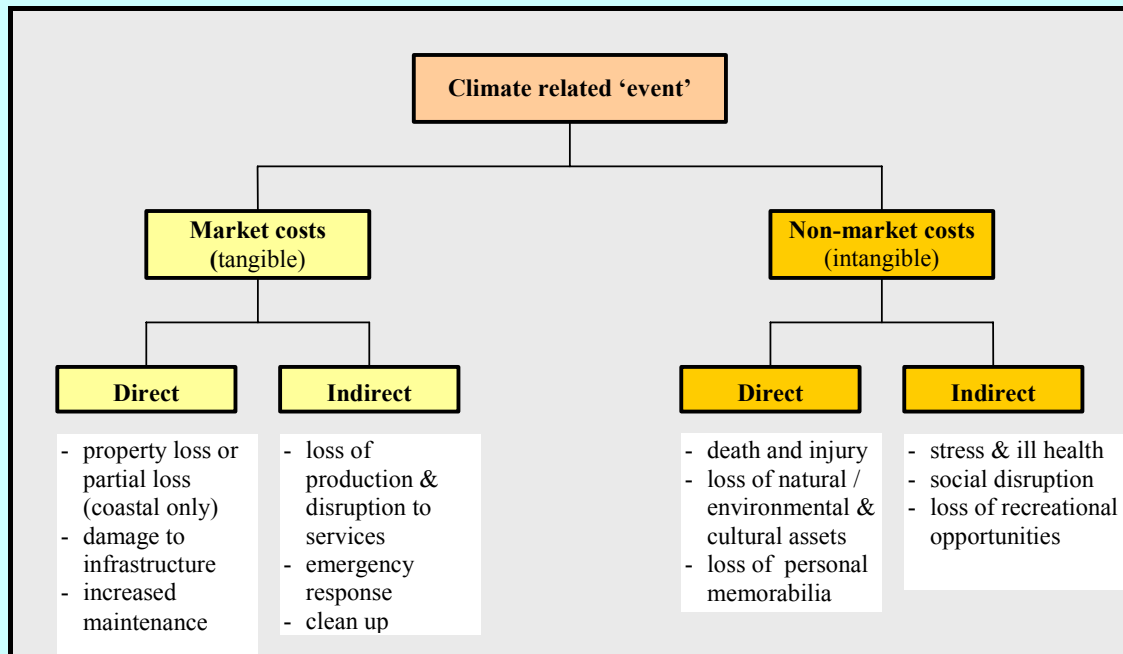 Climate related ‘event’
Market costs
(tangible)
Non-market costs
(intangible)
Direct
Indirect
Direct
Indirect
- property loss or
partial loss
(coastal only)
- damage to
infrastructure
- increased
maintenance
- loss of
production &
disruption to
services
- emergency
response
- clean up
- death and injury
- loss of natural /
environmental &
cultural assets
- loss of personal
memorabilia
- stress & ill health
- social disruption
- loss of recreational
opportunities